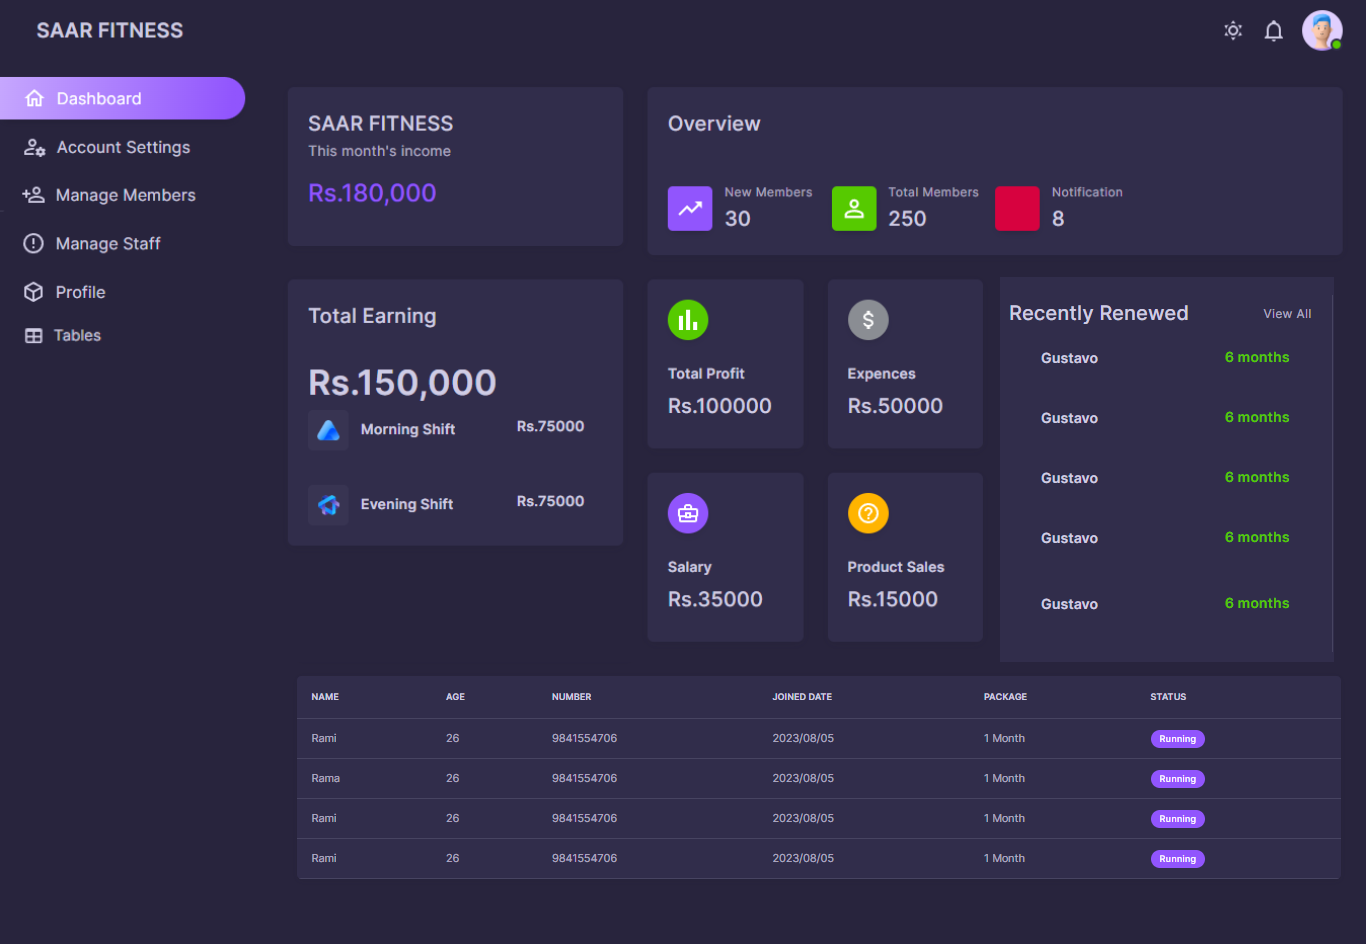 SAAR FITNESS
Dashboard
Account Settings
Manage Members
Manage Staff
Profile
Tables
SAAR FITNESS
This month's income
Rs.180,000
Overview
New Members
30
Total Members
250
Notification
8
Total Earning
Rs.150,000
Morning Shift Rs.75000
Evening Shift Rs.75000
Total Profit
Rs.100000
Expences
Rs.50000
Salary
Rs.35000
Product Sales
Rs.15000
Recently Renewed View All
Gustavo 6 months
Gustavo 6 months
Gustavo 6 months
Gustavo 6 months
Gustavo 6 months
NAME AGE NUMBER JOINED DATE PACKAGE STATUS
Rami 26 9841554706 2023/08/05 1 Month Running
Rama 26 9841554706 2023/08/05 1 Month Running
Rami 26 9841554706 2023/08/05 1 Month Running
Rami 26 9841554706 2023/08/05 1 Month Running